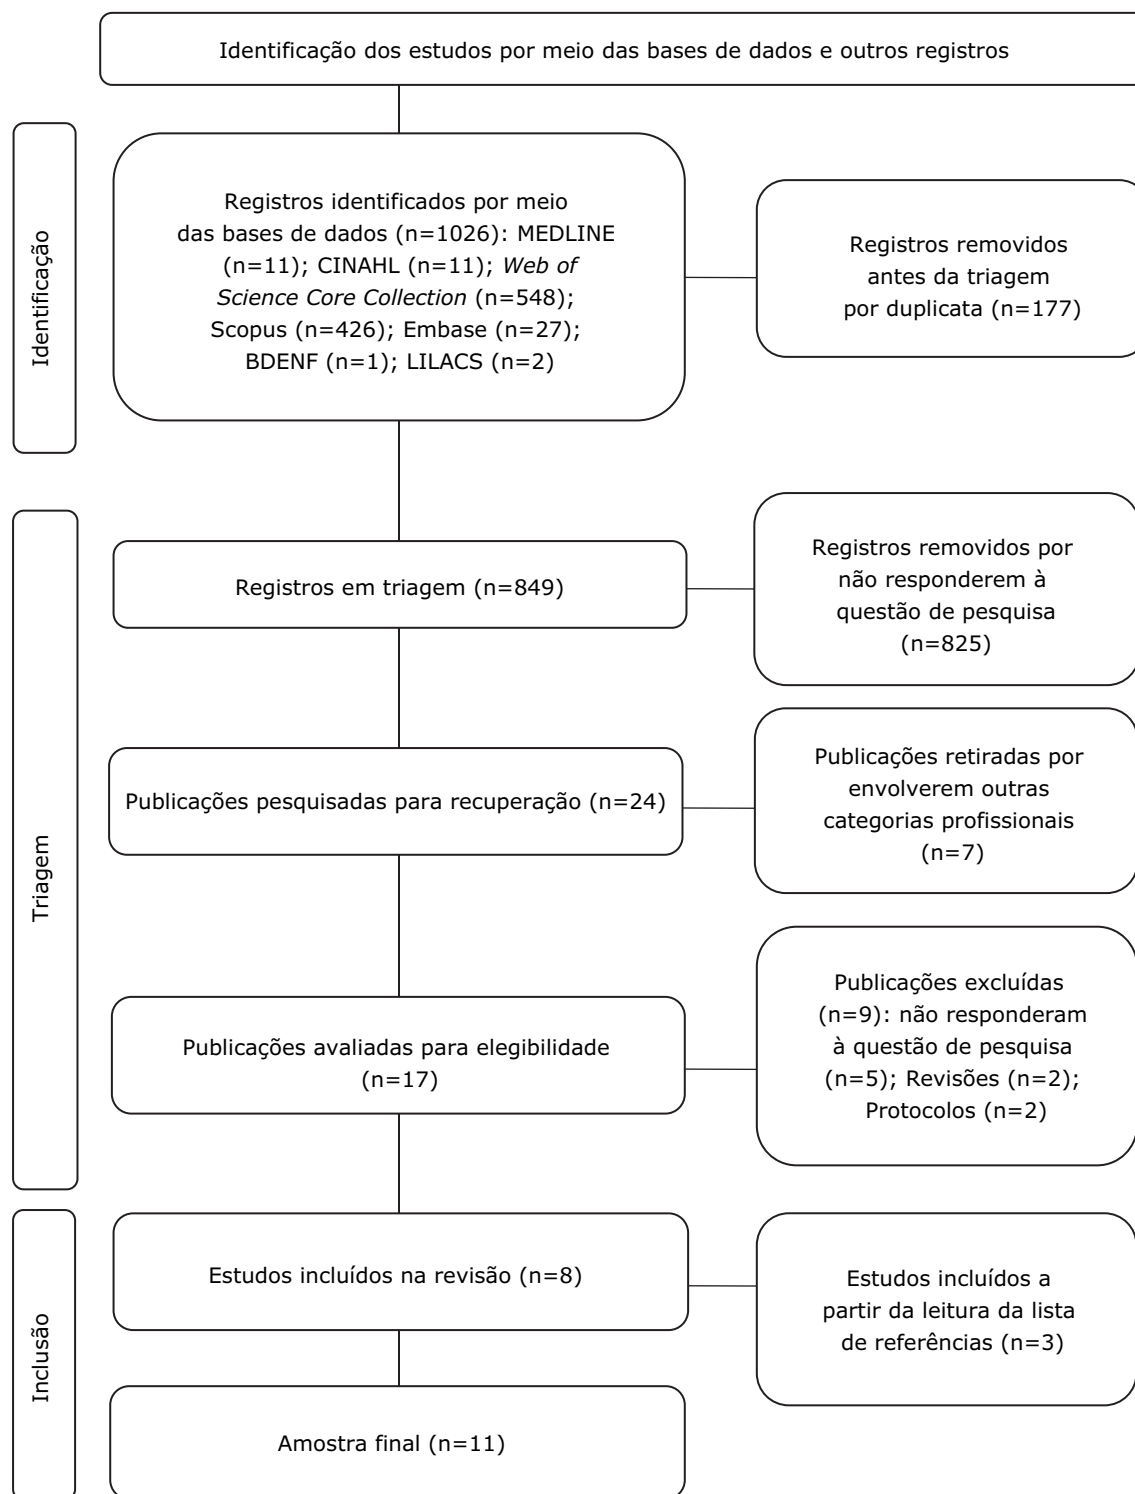 Identificação dos estudos por meio das bases de dados e outros registros
Identificação
Registros identificados por meio
das bases de dados (n=1026): MEDLINE
(n=11); CINAHL (n=11); Web of
Science Core Collection (n=548);
Scopus (n=426); Embase (n=27);
BDENF (n=1); LILACS (n=2)
Registros removidos
antes da triagem
por duplicata (n=177)
Triagem
Registros em triagem (n=849)
Registros removidos por
não responderem à
questão de pesquisa
(n=825)
Publicações pesquisadas para recuperação (n=24)
Publicações retiradas por
envolverem outras
categorias profissionais
(n=7)
Publicações avaliadas para elegibilidade
(n=17)
Publicações excluídas
(n=9): não responderam
à questão de pesquisa
(n=5); Revisões (n=2);
Protocolos (n=2)
Inclusão
Estudos incluídos na revisão (n=8)
Estudos incluídos a
partir da leitura da lista
de referências (n=3)
Amostra final (n=11)